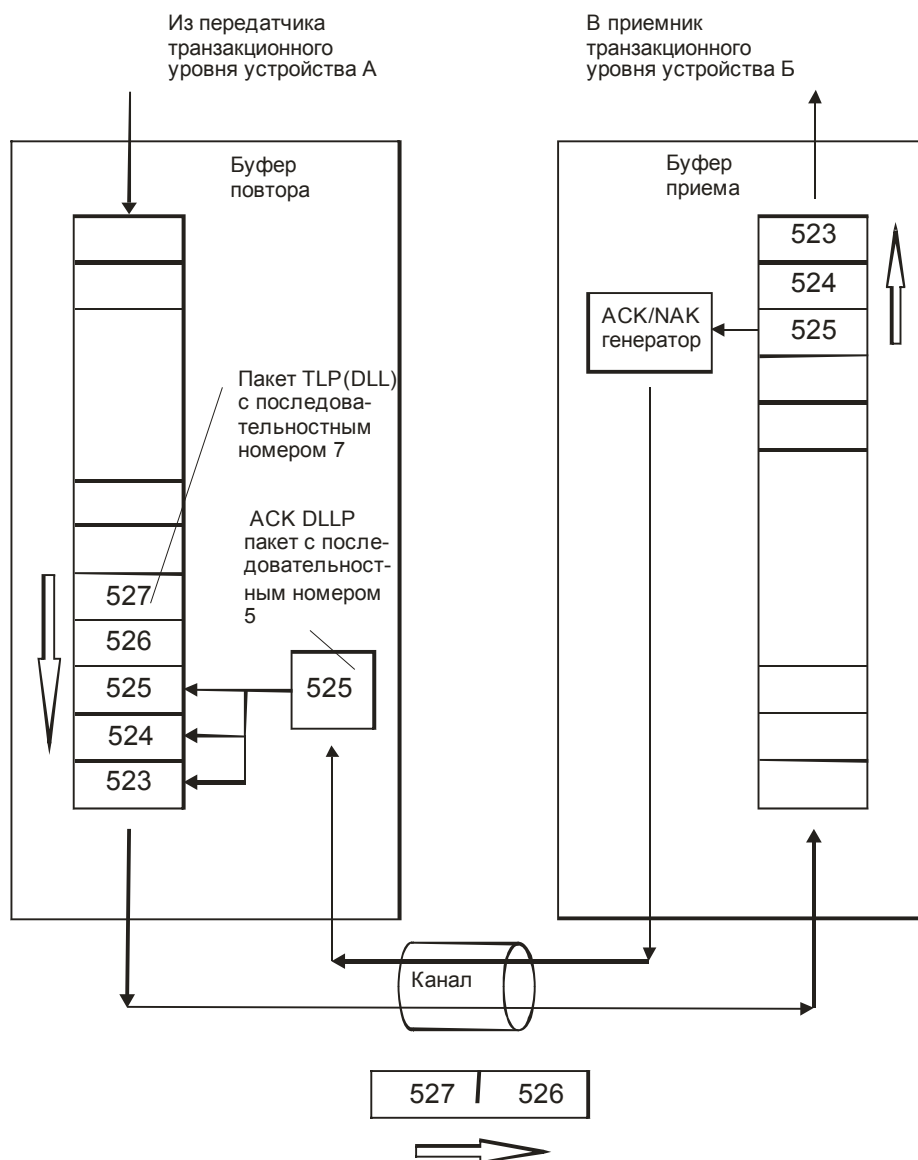 Из передатчика
транзакционного
уровня устройства А
В приемник
транзакционного
уровня устройства Б
Буфер
повтора
Буфер
приема
523
524
525
ACK/NAK
генератор
Пакет TLP(DLL)
с последова-
тельностным
номером 7
ACK DLLP
пакет с после-
довательност-
ным номером
5
527
526
525
524
523
525
Канал
527 526